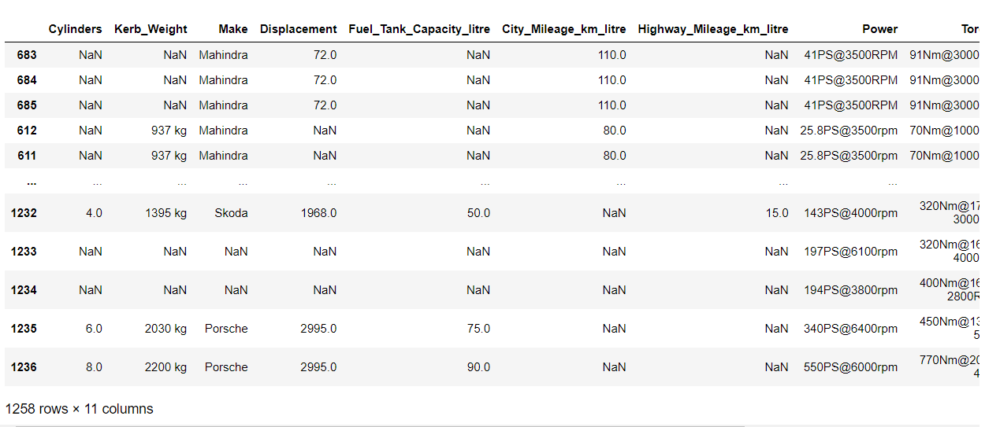 Cylinders Kerb_Weight Make Displacement Fuel_Tank_Capacity_litre City_Mileage_km_litre Highway_Mileage_km_litre Power Tor
683 NaN NaN Mahindra 72.0 NaN 110.0 NaN 41PS@3500RPM 91Nm@3000
684 NaN NaN Mahindra 72.0 NaN 110.0 NaN 41PS@3500RPM 91Nm@3000
685 NaN NaN Mahindra 72.0 NaN 110.0 NaN 41PS@3500RPM 91Nm@3000
612 NaN 937 kg Mahindra NaN NaN 80.0 NaN 25.8PS@3500rpm 70Nm@1000
611 NaN 937 kg Mahindra NaN NaN 80.0 NaN 25.8PS@3500rpm 70Nm@1000
... ... ... ... ... ... ... ... ...
1232 4.0 1395 kg Skoda 1968.0 50.0 NaN 15.0 143PS@4000rpm 320Nm@17
3000
1233 NaN NaN NaN NaN NaN NaN NaN 197PS@6100rpm 320Nm@16
4000
1234 NaN NaN NaN NaN NaN NaN NaN 194PS@3800rpm 400Nm@16
2800R
1235 6.0 2030 kg Porsche 2995.0 75.0 NaN NaN 340PS@6400rpm 450Nm@13
5
1236 8.0 2200 kg Porsche 2995.0 90.0 NaN NaN 550PS@6000rpm 770Nm@20
4
1258 rows × 11 columns